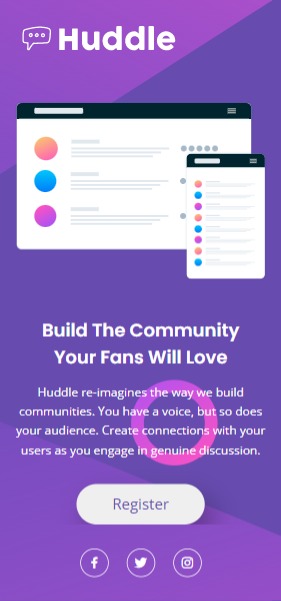 Huddle
Build The Community
Your Fans Will Love
Huddle re-imagines the way we build
communities. You have a voice, but so does
your audience. Create connections with your
users as you engage in genuine discussion.
Register